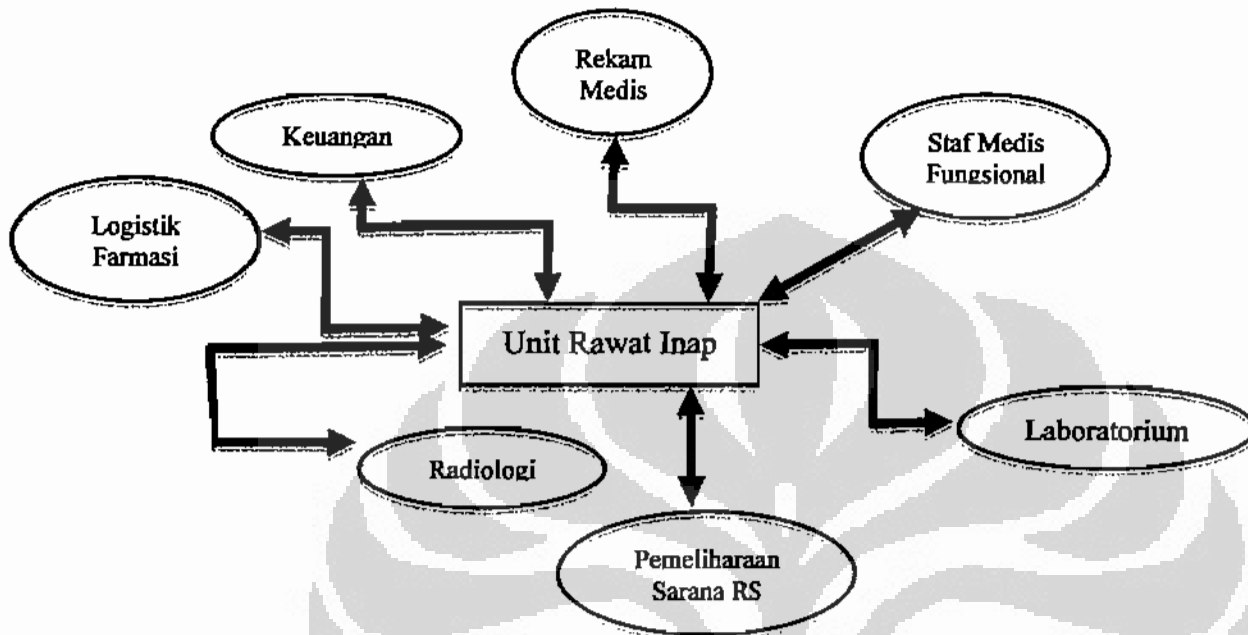 Rekam
Medis
Keuangan
Staf Medis
Fungsional
Logistik
Farmasi
Unit Rawat Inap
Laboratorium
Radiologi
Pemeliharaan
Sarana RS